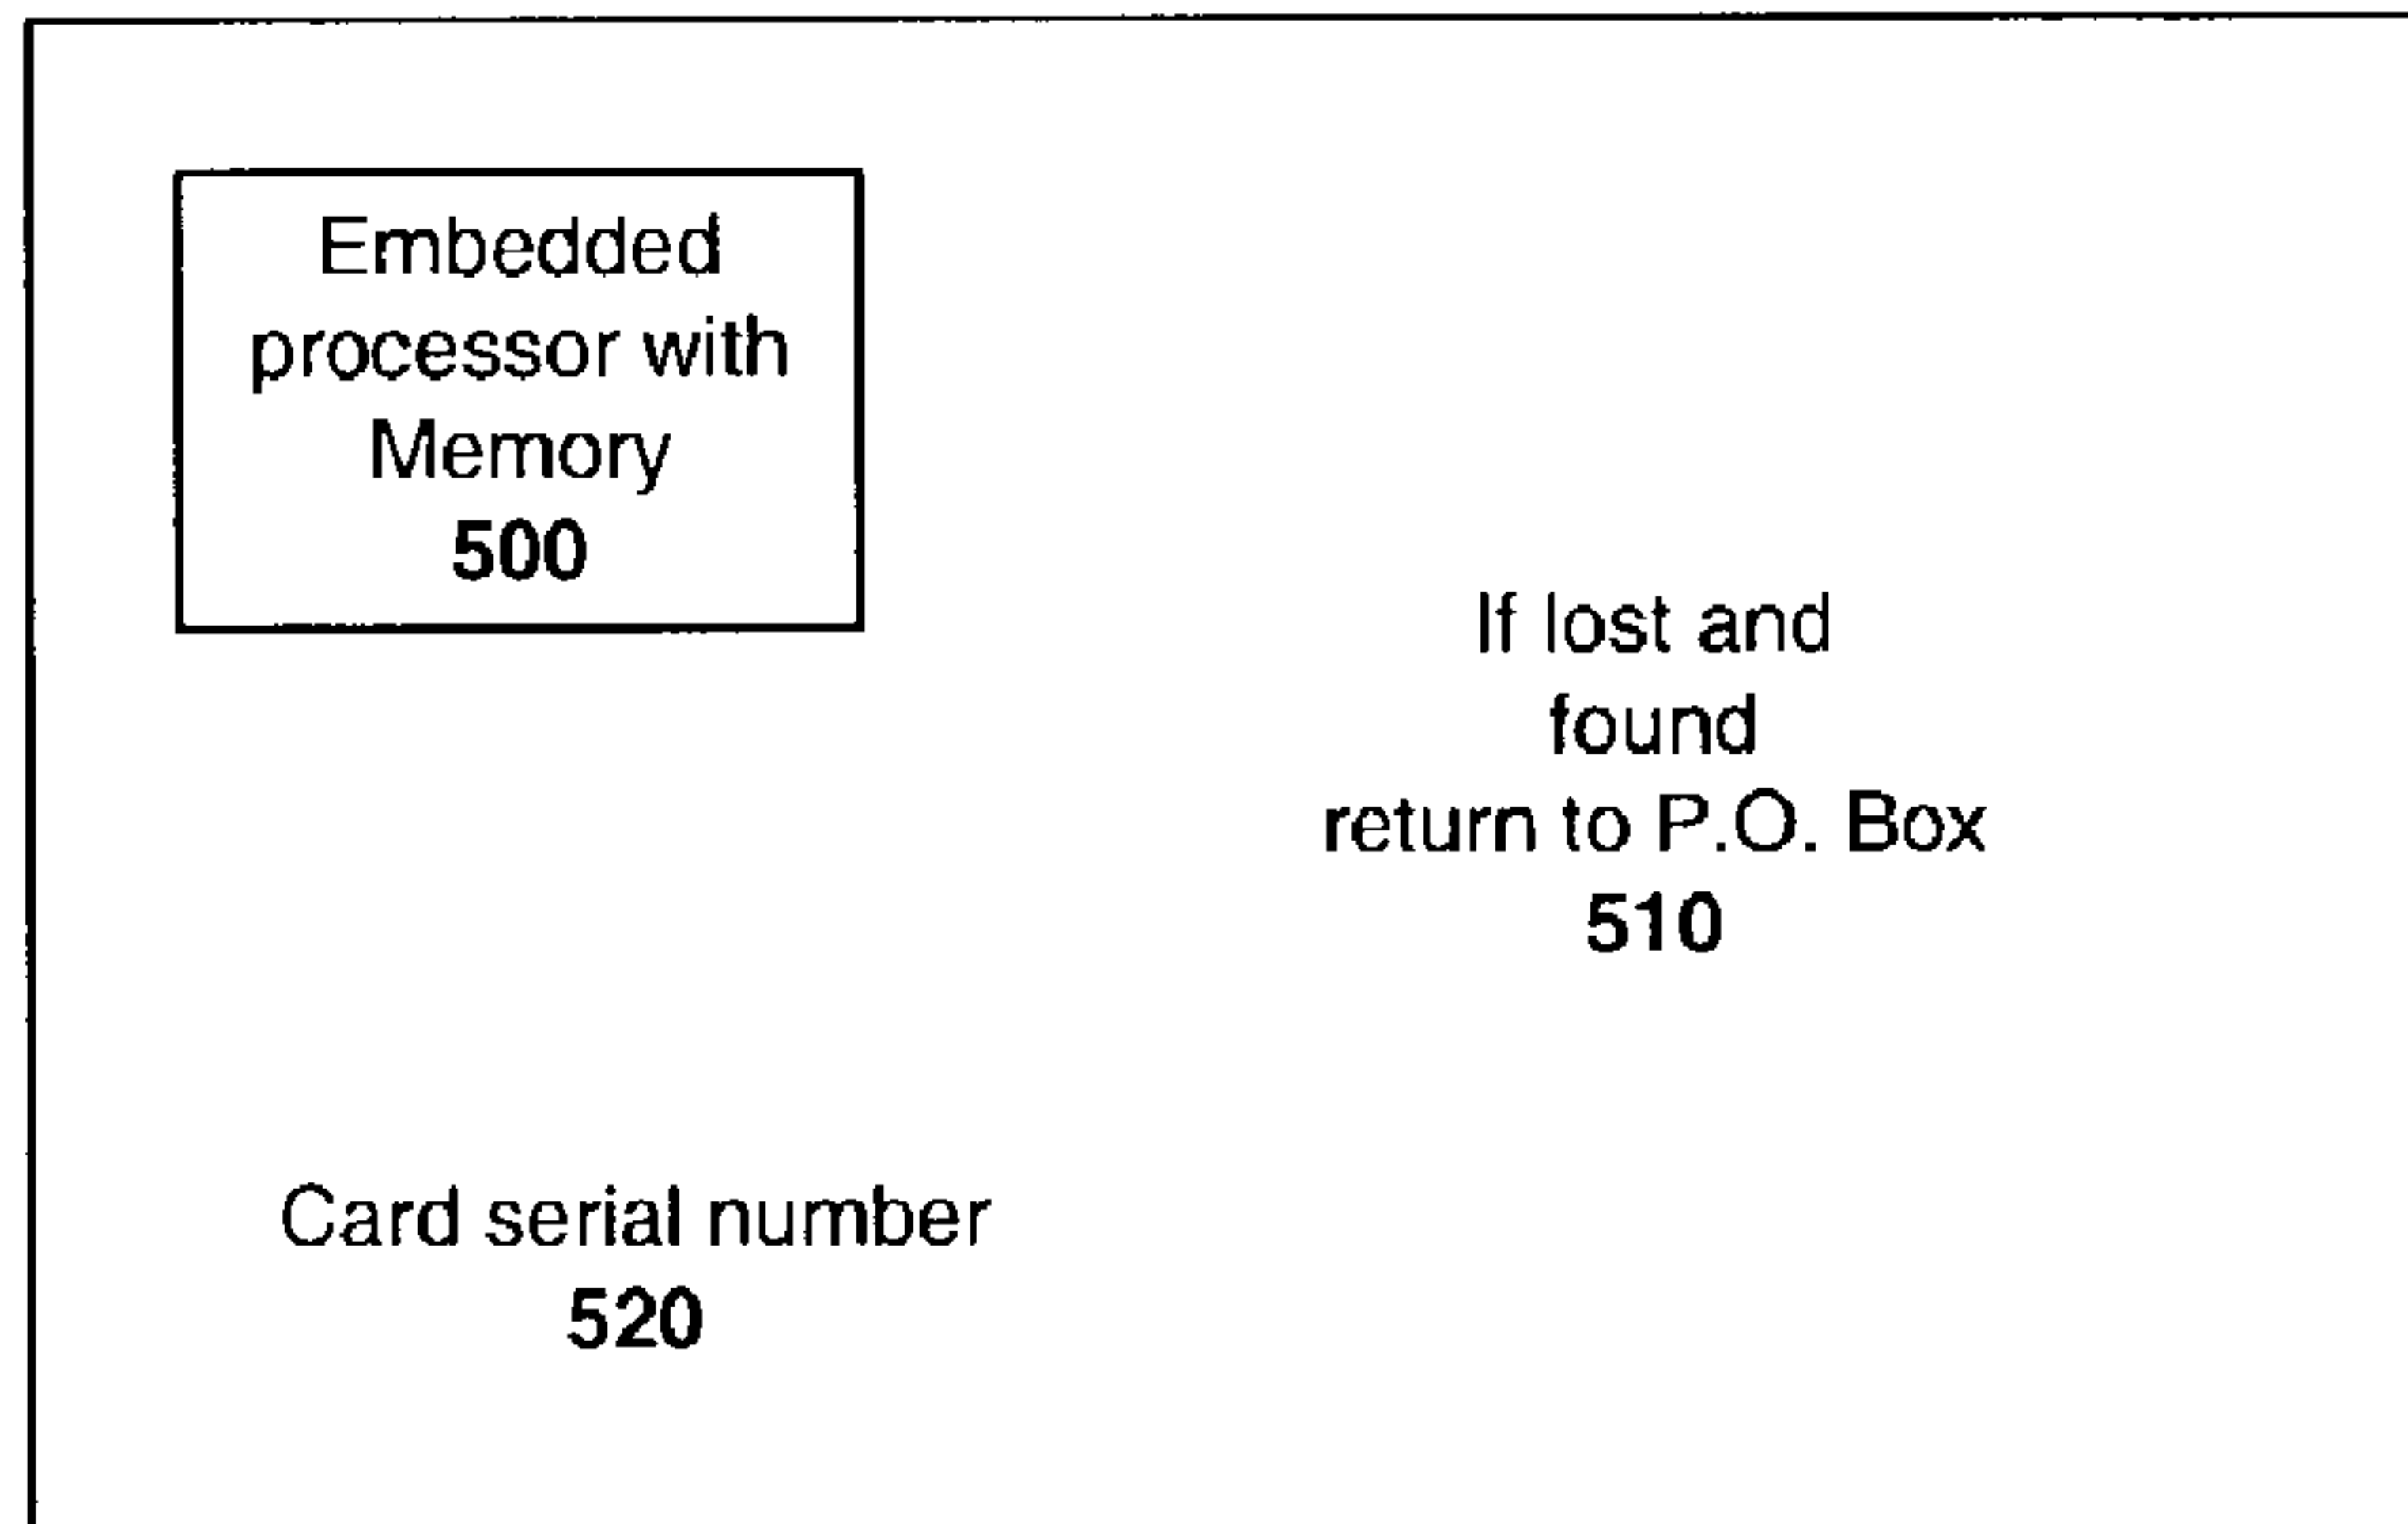 Embedded
processor with
Memory
500
If lost and
found
return to P.O. Box
510
Card serial number
520